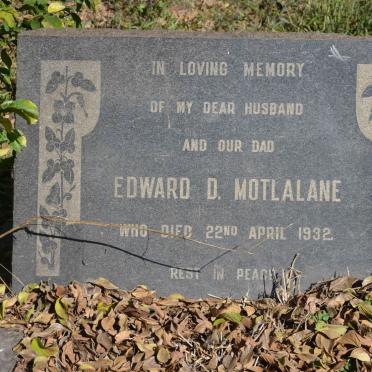 IN LOVING MEMORY
OF MY DEAR HUSBAND
AND OUR DAD
EDWARD D. MOTLALANE
WHO DIED 22ND APRIL 1932.
REST IN PEACE